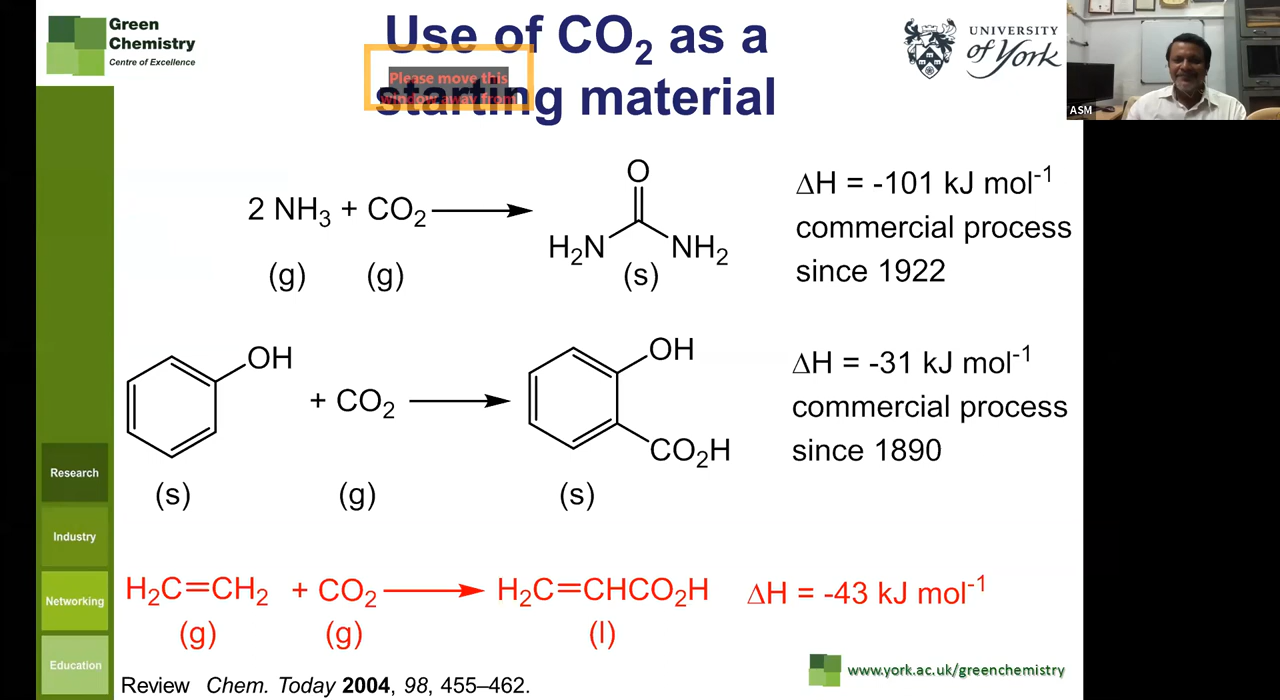 Green
Chemistry
Centre of Excellence
Use of CO₂ as a
starting material
Please move this
window away from
UNIVERSITY
of York
ASM
2 NH₃ + CO₂
(g) (g)
O
H₂N NH₂
(s)
ΔH = -101 kJ mol⁻¹
commercial process
since 1922
OH
+ CO₂
(s) (g)
OH
CO₂H
(s)
ΔH = -31 kJ mol⁻¹
commercial process
since 1890
Research
Industry
Networking
Education
H₂C=CH₂ + CO₂ H₂C=CHCO₂H ΔH = -43 kJ mol⁻¹
(g) (g) (l)
www.york.ac.uk/greenchemistry
Review Chem. Today 2004, 98, 455–462.